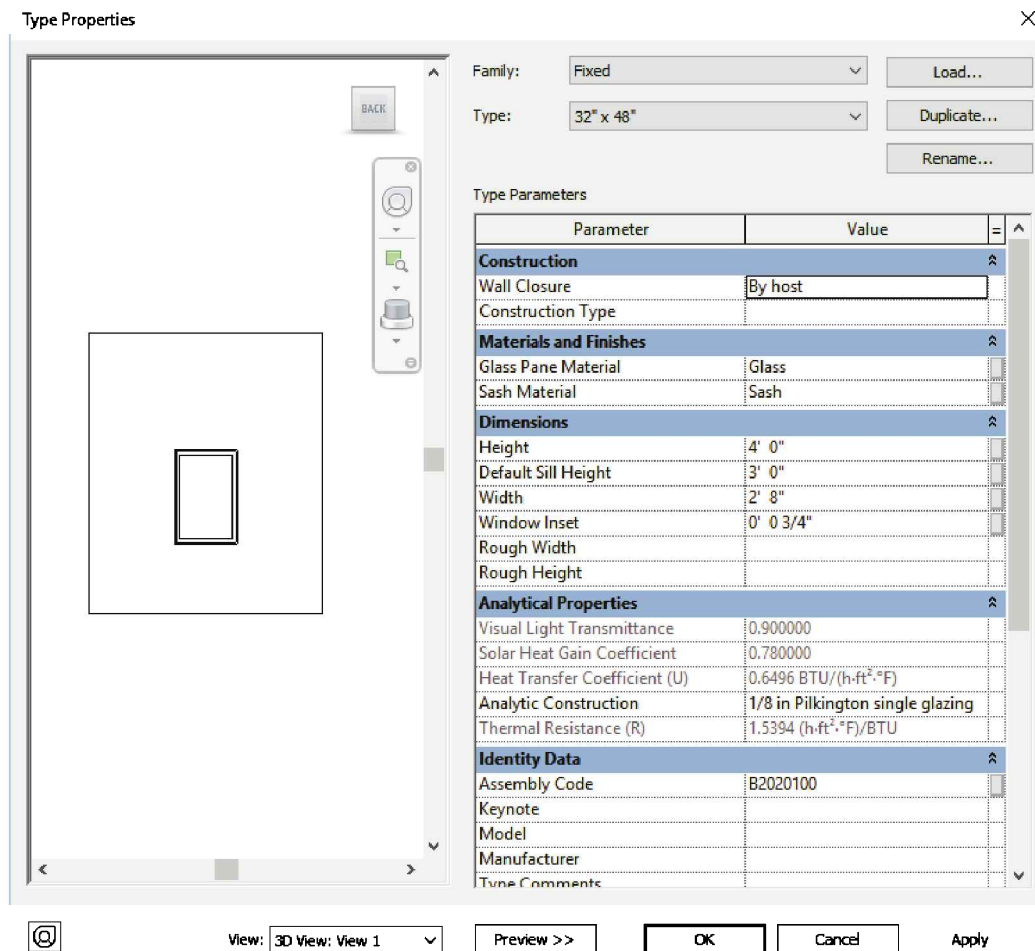 Type Properties
BACK
Family: Fixed Load...
Type: 32" x 48" Duplicate...
Rename...
Type Parameters
Parameter Value =
Construction
Wall Closure By host
Construction Type
Materials and Finishes
Glass Pane Material Glass
Sash Material Sash
Dimensions
Height 4' 0"
Default Sill Height 3' 0"
Width 2' 8"
Window Inset 0' 0 3/4"
Rough Width
Rough Height
Analytical Properties
Visual Light Transmittance 0.900000
Solar Heat Gain Coefficient 0.780000
Heat Transfer Coefficient (U) 0.6496 BTU/(h·ft²·°F)
Analytic Construction 1/8 in Pilkington single glazing
Thermal Resistance (R) 1.5394 (h·ft²·°F)/BTU
Identity Data
Assembly Code B2020100
Keynote
Model
Manufacturer
Type Comments
View: 3D View: View 1 Preview >> OK Cancel Apply